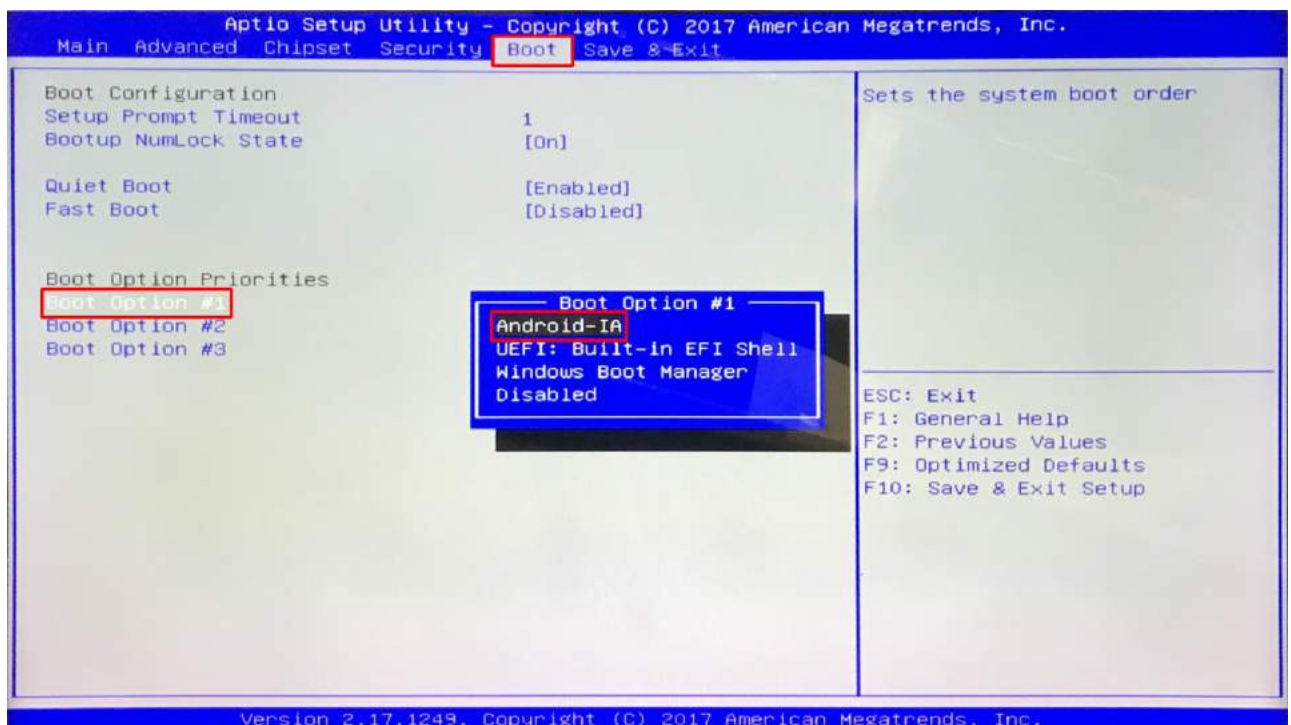 Aptio Setup Utility - Copyright (C) 2017 American Megatrends, Inc.
Main Advanced Chipset Security Boot Save & Exit
Boot Configuration
Setup Prompt Timeout 1
Bootup NumLock State [On]
Quiet Boot [Enabled]
Fast Boot [Disabled]
Boot Option Priorities
Boot Option #1
Boot Option #2
Boot Option #3
Boot Option #1
Android-IA
UEFI: Built-in EFI Shell
Windows Boot Manager
Disabled
Sets the system boot order
ESC: Exit
F1: General Help
F2: Previous Values
F9: Optimized Defaults
F10: Save & Exit Setup
Version 2.17.1249. Copyright (C) 2017 American Megatrends, Inc.